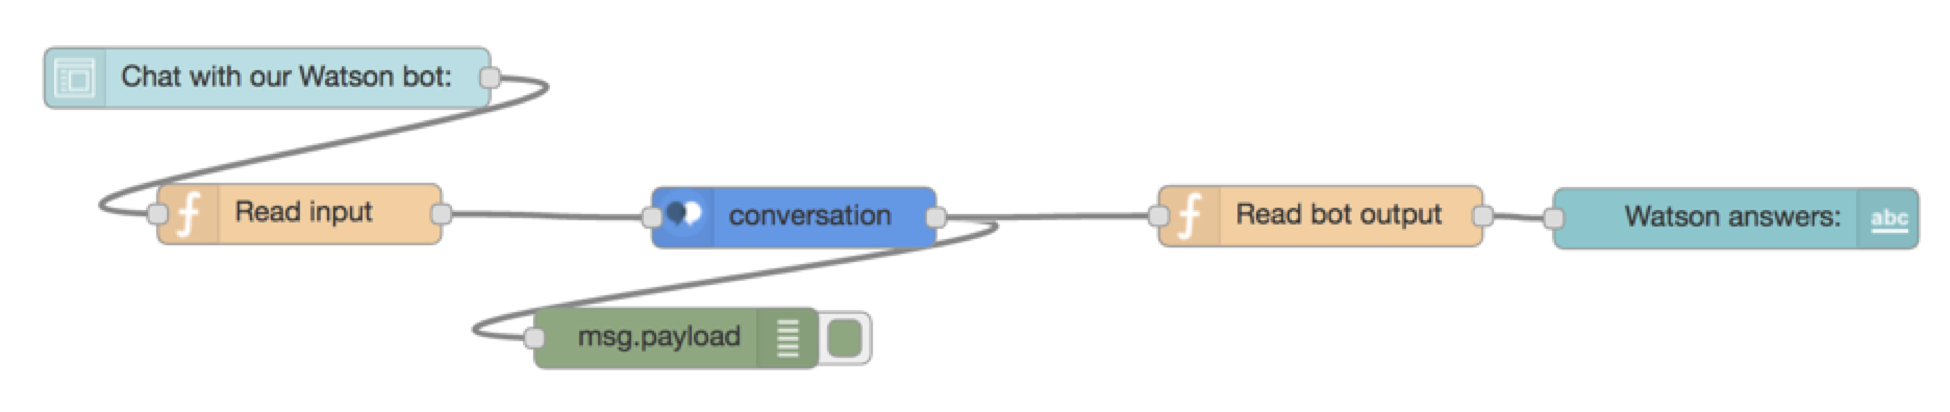 Chat with our Watson bot:
Read input
conversation
Read bot output
Watson answers:
abc
msg.payload